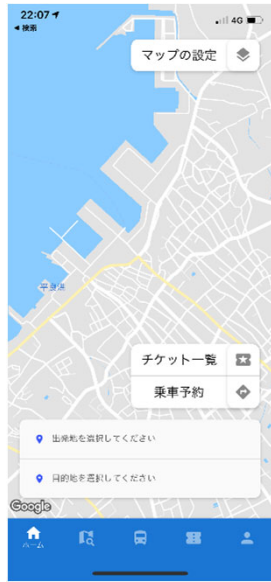 22:07
4G
◀ 検索
マップの設定
チケット一覧
乗車予約
出発地を選択してください
目的地を選択してください
Google
ホーム